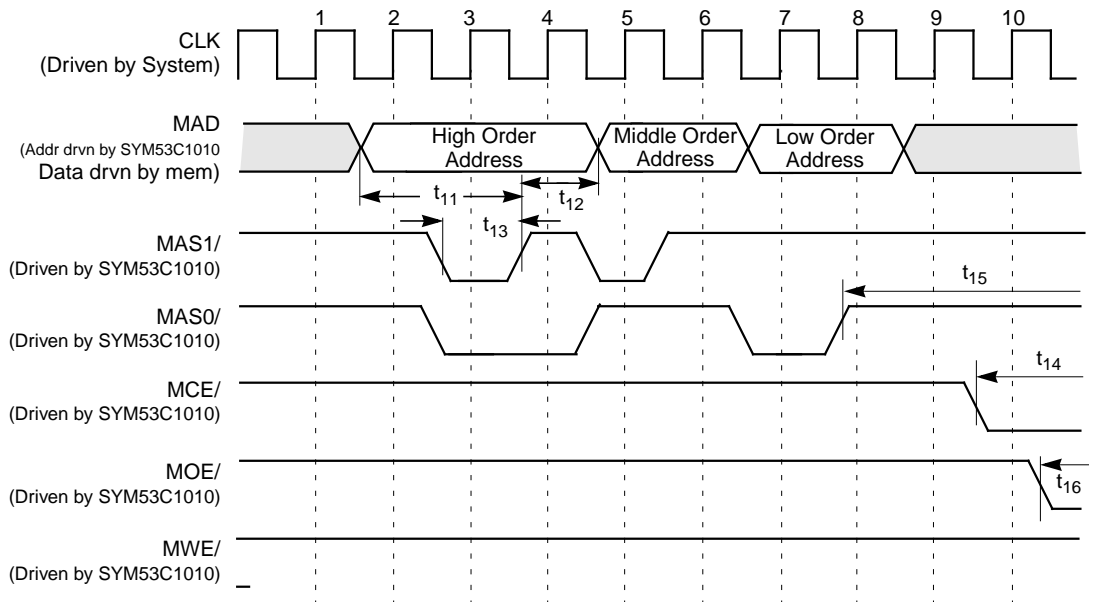 1 2 3 4 5 6 7 8 9 10
CLK
(Driven by System)
MAD
(Addr drvn by SYM53C1010
Data drvn by mem)
High Order
Address
Middle Order
Address
Low Order
Address
t11
t12
t13
MAS1/
(Driven by SYM53C1010)
t15
MAS0/
(Driven by SYM53C1010)
t14
MCE/
(Driven by SYM53C1010)
MOE/
(Driven by SYM53C1010)
t16
MWE/
(Driven by SYM53C1010)